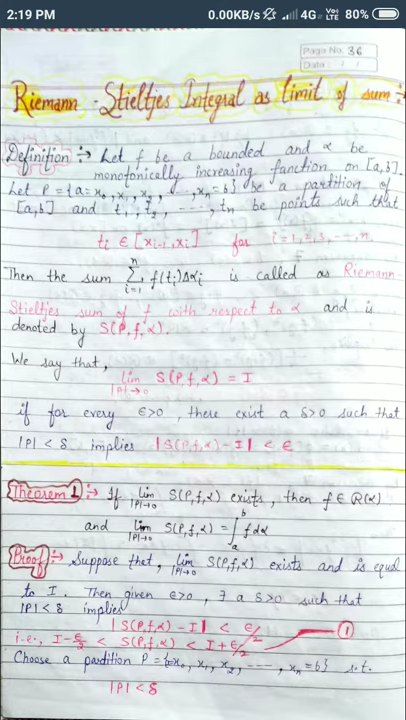 2:19 PM 0.00KB/s 4G Vo) LTE 80%
Page No. 36
Date : / /
Riemann - Stieltjes Integral as limit of sum :-
Definition :→ Let f be a bounded and α be
monotonically increasing function on [a,b].
Let P = {a = x₀, x₁, x₂, ---, xₙ = b} be a partition of
[a,b] and t₁, t₂, ----, tₙ be points such that
tᵢ ∈ [xᵢ₋₁, xᵢ] for i = 1, 2, 3, ---, n.
Then the sum ∑ᵢ₌₁ⁿ f(tᵢ)Δαᵢ is called as Riemann-
Stieltjes sum of f with respect to α and is
denoted by S(P, f, α).
We say that,
lim |P|→0 S(P, f, α) = I
if for every ϵ>0, there exist a δ>0 such that
|P| < δ implies |S(P, f, α) - I| < ϵ
Theorem 1 :→ If lim |P|→0 S(P, f, α) exists, then f ∈ R(α)
and lim |P|→0 S(P, f, α) = ∫ₐᵇ f dα
Proof :→ Suppose that, lim |P|→0 S(P, f, α) exists and is equal
to I. Then given ϵ>0, ∃ a δ>0 such that
|P| < δ implies
|S(P, f, α) - I| < ϵ/2
i.e., I - ϵ/2 < S(P, f, α) < I + ϵ/2 ①
Choose a partition P = {x₀, x₁, x₂, ---, xₙ = b} s.t.
|P| < δ